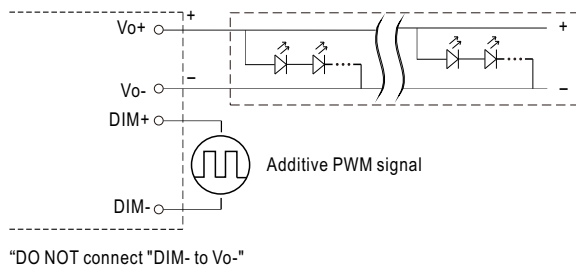 Vo+
+
+
Vo-
−
−
DIM+
Additive PWM signal
DIM-
“DO NOT connect "DIM- to Vo-"